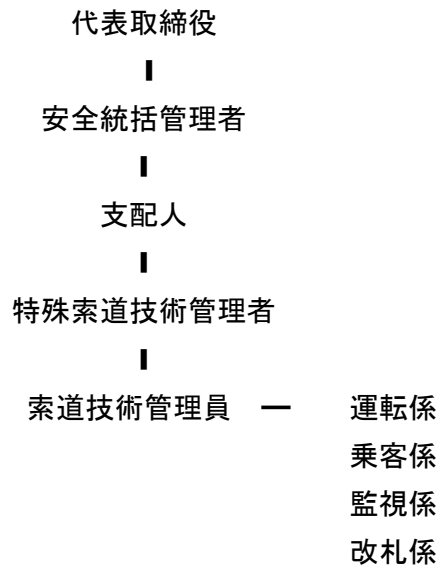 代表取締役
安全統括管理者
支配人
特殊索道技術管理者
索道技術管理員 ー 運転係
乗客係
監視係
改札係